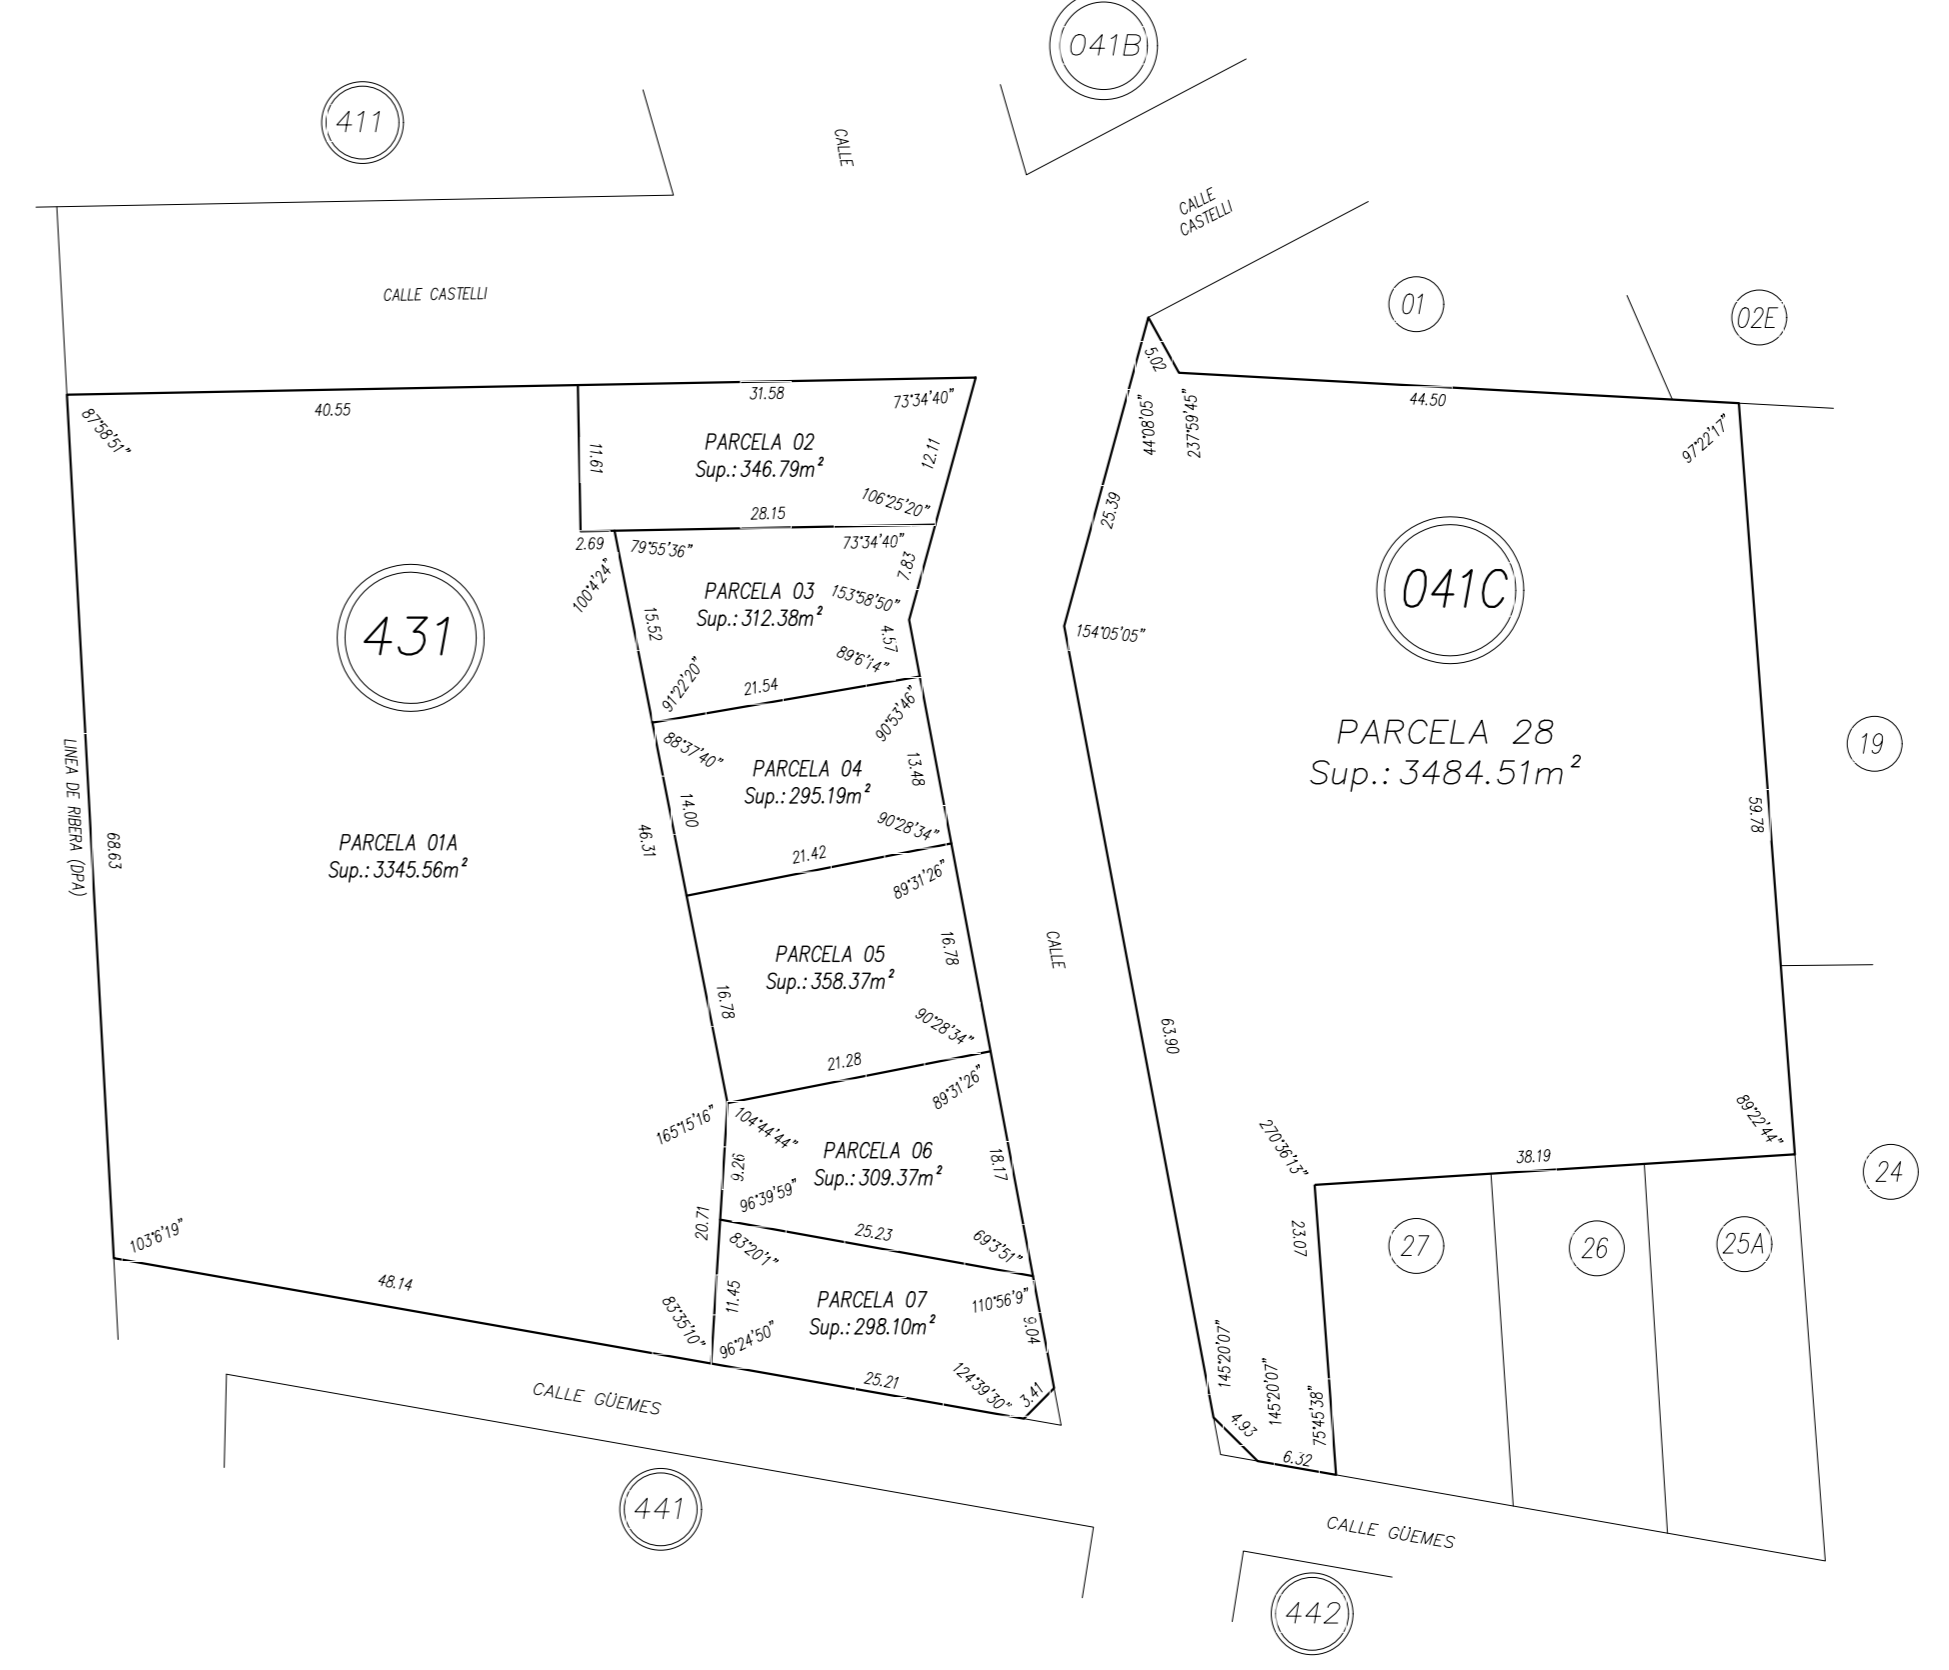 041B
411
CALLE
CALLE
CASTELLI
CALLE CASTELLI
01
02E
5.02
31.58
73°34'40"
40.55
87°58'51"
44°08'05"
237°59'45"
44.50
97°22'17"
11.61
PARCELA 02
Sup.: 346.79m²
12.11
106°25'20"
28.15
25.39
2.69
79°55'36"
73°34'40"
100°4'24"
7.83
PARCELA 03
Sup.: 312.38m²
153°58'50"
15.52
4.57
89°6'14"
91°22'20"
21.54
431
154°05'05"
041C
PARCELA 28
Sup.: 3484.51m²
19
88°37'40"
90°53'46"
PARCELA 04
Sup.: 295.19m²
13.48
14.00
46.31
90°28'34"
21.42
89°31'26"
LINEA DE RIBERA (DPA)
68.63
PARCELA 01A
Sup.: 3345.56m²
59.78
PARCELA 05
Sup.: 358.37m²
16.78
16.78
CALLE
90°28'34"
21.28
63.90
89°31'26"
165°15'16"
104°44'44"
PARCELA 06
Sup.: 309.37m²
9.26
18.17
96°39'59"
270°36'13"
89°22'44"
38.19
24
103°6'19"
20.71
25.23
83°20'1"
69°3'51"
23.07
27
26
25A
48.14
11.45
PARCELA 07
Sup.: 298.10m²
110°56'9"
9.04
83°35'10"
96°24'50"
25.21
124°39'30"
3.41
145°20'07"
145°20'07"
75°45'38"
4.93
6.32
CALLE GÜEMES
441
CALLE GÜEMES
442